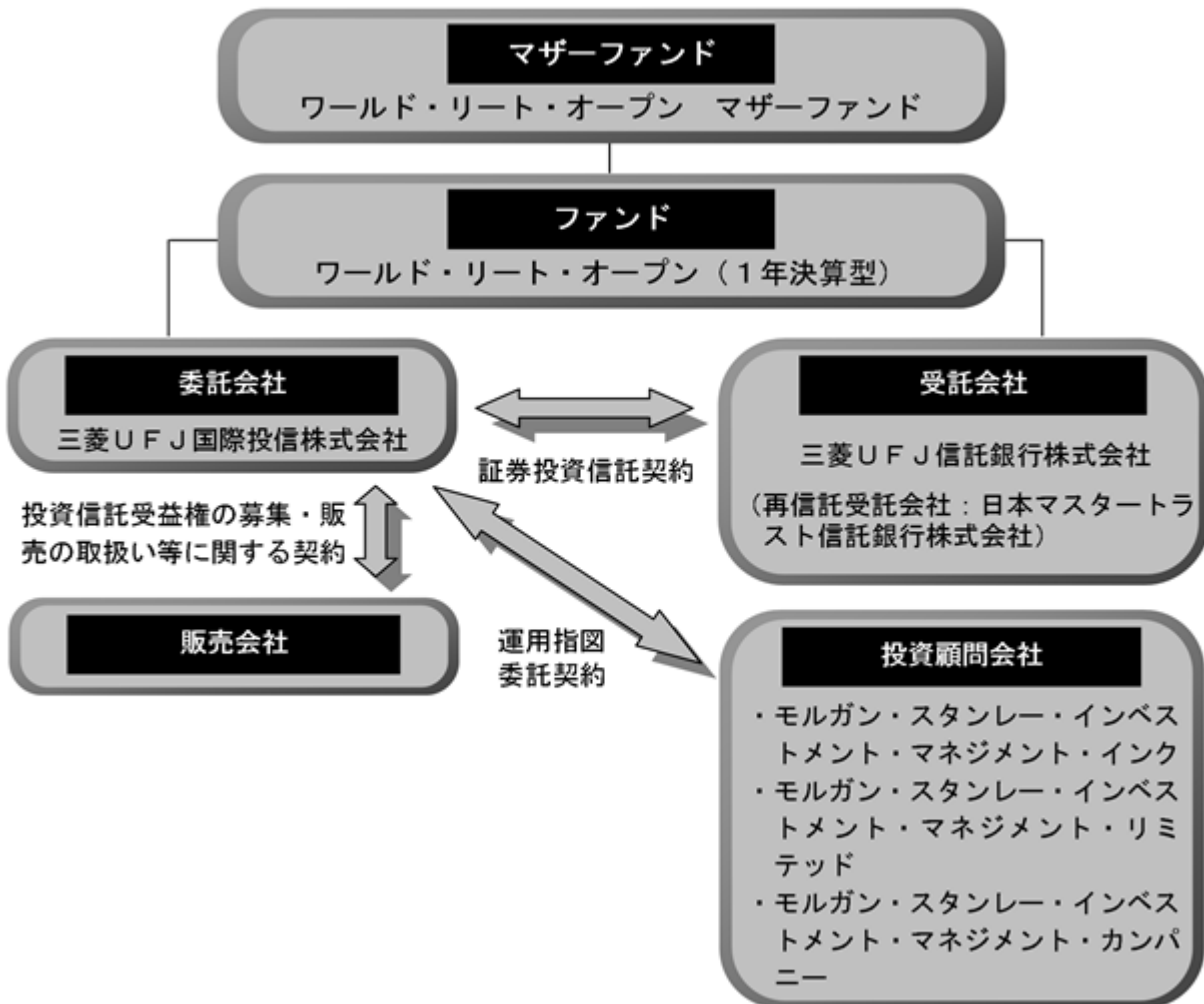 マザーファンド
ワールド・リート・オープン　マザーファンド
ファンド
ワールド・リート・オープン（１年決算型）
委託会社
三菱ＵＦＪ国際投信株式会社
証券投資信託契約
受託会社
三菱ＵＦＪ信託銀行株式会社
（再信託受託会社：日本マスタートラ
スト信託銀行株式会社）
投資信託受益権の募集・販
売の取扱い等に関する契約
販売会社
運用指図
委託契約
投資顧問会社
・モルガン・スタンレー・インベス
トメント・マネジメント・インク
・モルガン・スタンレー・インベス
トメント・マネジメント・リミ
テッド
・モルガン・スタンレー・インベス
トメント・マネジメント・カンパ
ニー